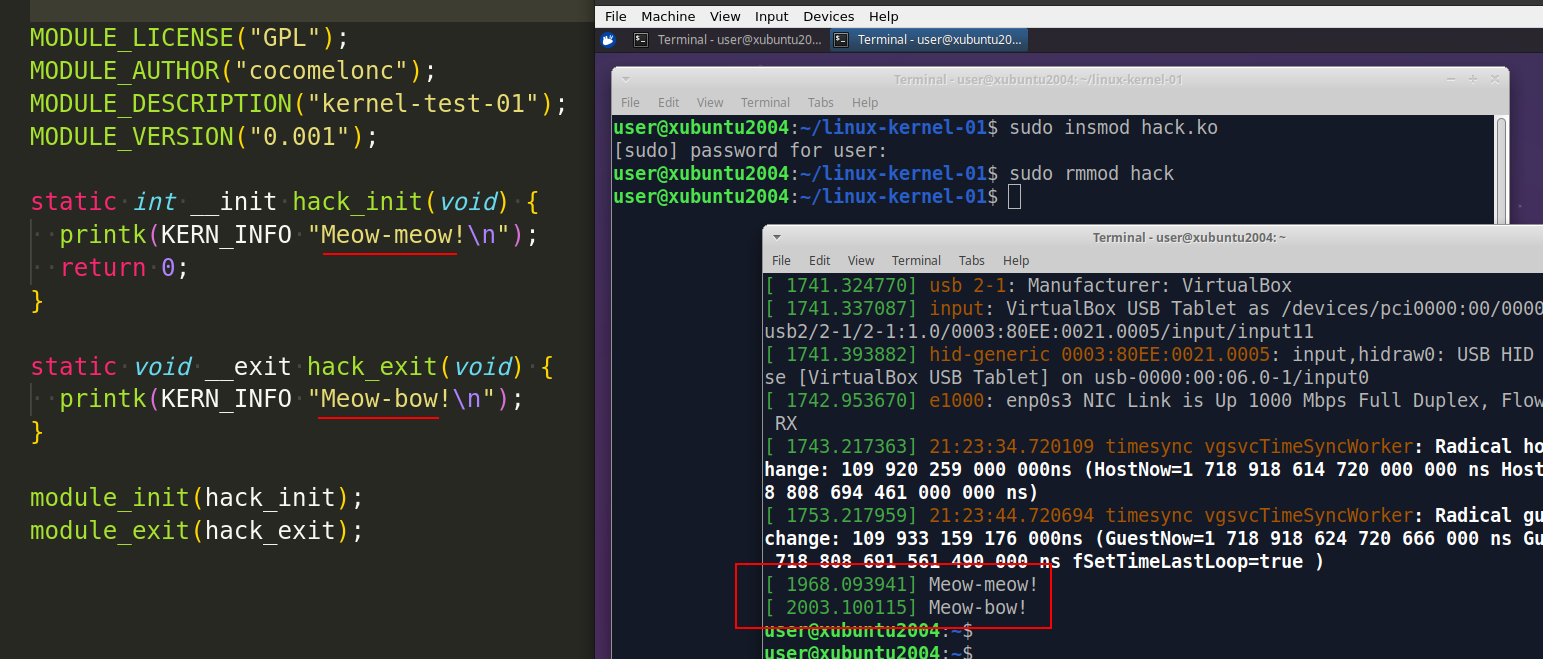 MODULE_LICENSE("GPL");
MODULE_AUTHOR("cocomelonc");
MODULE_DESCRIPTION("kernel-test-01");
MODULE_VERSION("0.001");
static int __init hack_init(void) {
printk(KERN_INFO "Meow-meow!\n");
return 0;
}
static void __exit hack_exit(void) {
printk(KERN_INFO "Meow-bow!\n");
}
module_init(hack_init);
module_exit(hack_exit);
File Machine View Input Devices Help
Terminal - user@xubuntu20... Terminal - user@xubuntu20...
Terminal - user@xubuntu2004: ~/linux-kernel-01
File Edit View Terminal Tabs Help
user@xubuntu2004:~/linux-kernel-01$ sudo insmod hack.ko
[sudo] password for user:
user@xubuntu2004:~/linux-kernel-01$ sudo rmmod hack
user@xubuntu2004:~/linux-kernel-01$
Terminal - user@xubuntu2004: ~
File Edit View Terminal Tabs Help
[ 1741.324770] usb 2-1: Manufacturer: VirtualBox
[ 1741.337087] input: VirtualBox USB Tablet as /devices/pci0000:00/0000
usb2/2-1/2-1:1.0/0003:80EE:0021.0005/input/input11
[ 1741.393882] hid-generic 0003:80EE:0021.0005: input,hidraw0: USB HID
se [VirtualBox USB Tablet] on usb-0000:00:06.0-1/input0
[ 1742.953670] e1000: enp0s3 NIC Link is Up 1000 Mbps Full Duplex, Flow
RX
[ 1743.217363] 21:23:34.720109 timesync vgsvcTimeSyncWorker: Radical ho
hange: 109 920 259 000 000ns (HostNow=1 718 918 614 720 000 000 ns Host
8 808 694 461 000 000 ns)
[ 1753.217959] 21:23:44.720694 timesync vgsvcTimeSyncWorker: Radical gu
change: 109 933 159 176 000ns (GuestNow=1 718 918 624 720 666 000 ns Gu
718 808 691 561 490 000 ns fSetTimeLastLoop=true )
[ 1968.093941] Meow-meow!
[ 2003.100115] Meow-bow!
user@xubuntu2004:~$
user@xubuntu2004:~$